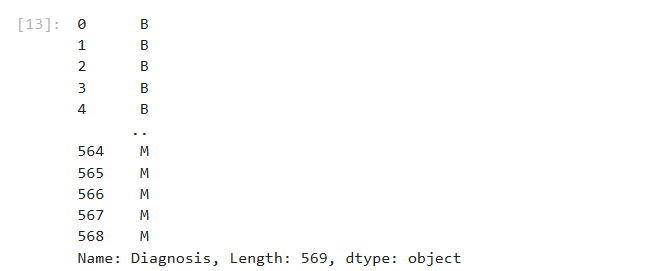 [13]: 0 B
1 B
2 B
3 B
4 B
..
564 M
565 M
566 M
567 M
568 M
Name: Diagnosis, Length: 569, dtype: object